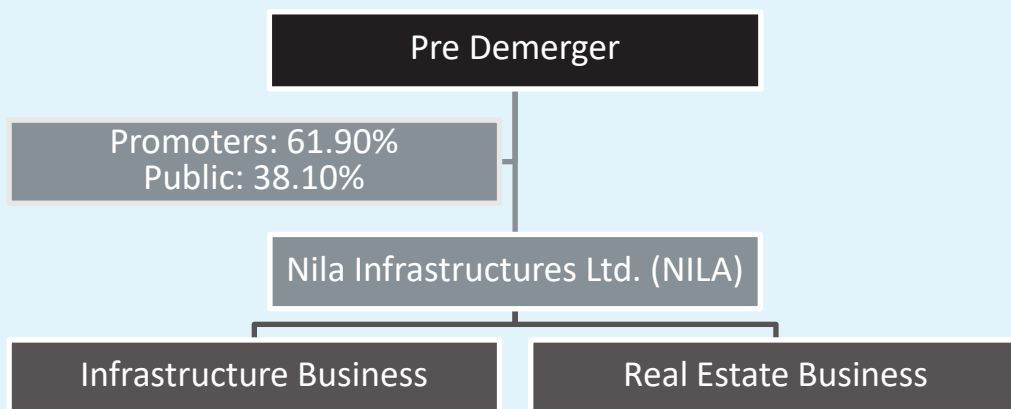 Pre Demerger
Promoters: 61.90%
Public: 38.10%
Nila Infrastructures Ltd. (NILA)
Infrastructure Business
Real Estate Business